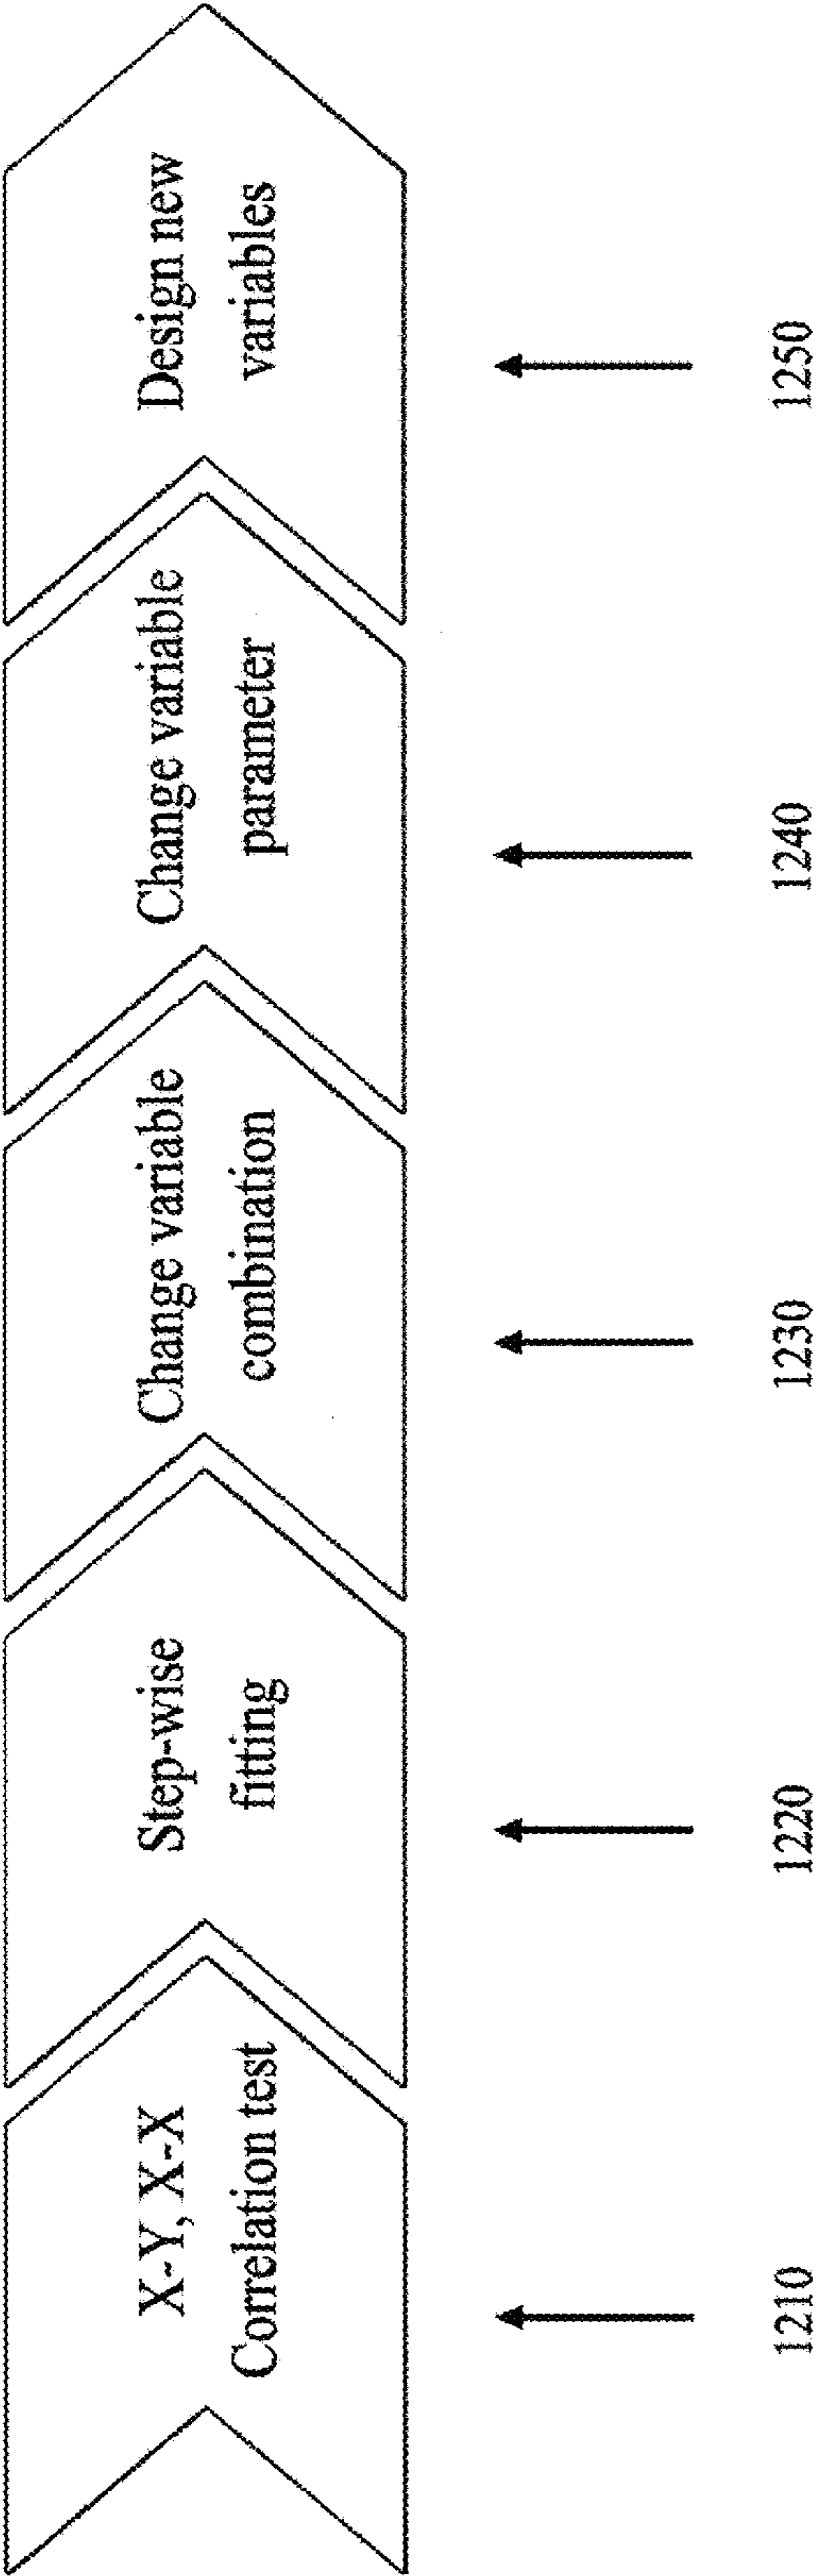 X-Y, X-X
Correlation test
Step-wise
fitting
Change variable
combination
Change variable
parameter
Design new
variables
1210
1220
1230
1240
1250